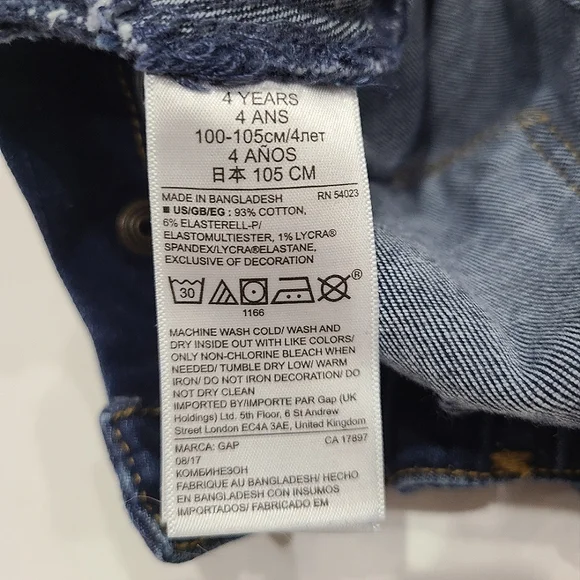 4 YEARS
4 ANS
100-105см/4лет
4 AÑOS
日本 105 CM
MADE IN BANGLADESH RN 54023
■ US/GB/EG : 93% COTTON,
6% ELASTERELL-P/
ELASTOMULTIESTER, 1% LYCRA®
SPANDEX/LYCRA®ELASTANE,
EXCLUSIVE OF DECORATION
30 ®
1166
MACHINE WASH COLD/ WASH AND
DRY INSIDE OUT WITH LIKE COLORS/
ONLY NON-CHLORINE BLEACH WHEN
NEEDED/ TUMBLE DRY LOW/ WARM
IRON/ DO NOT IRON DECORATION/ DO
NOT DRY CLEAN
IMPORTED BY/IMPORTE PAR Gap (UK
Holdings) Ltd. 5th Floor, 6 St Andrew
Street London EC4A 3AE, United Kingdom
MARCA: GAP CA 17897
08/17
КОМБИНЕЗОН
FABRIQUE AU BANGLADESH/ HECHO
EN BANGLADESH CON INSUMOS
IMPORTADOS/ FABRICADO EM